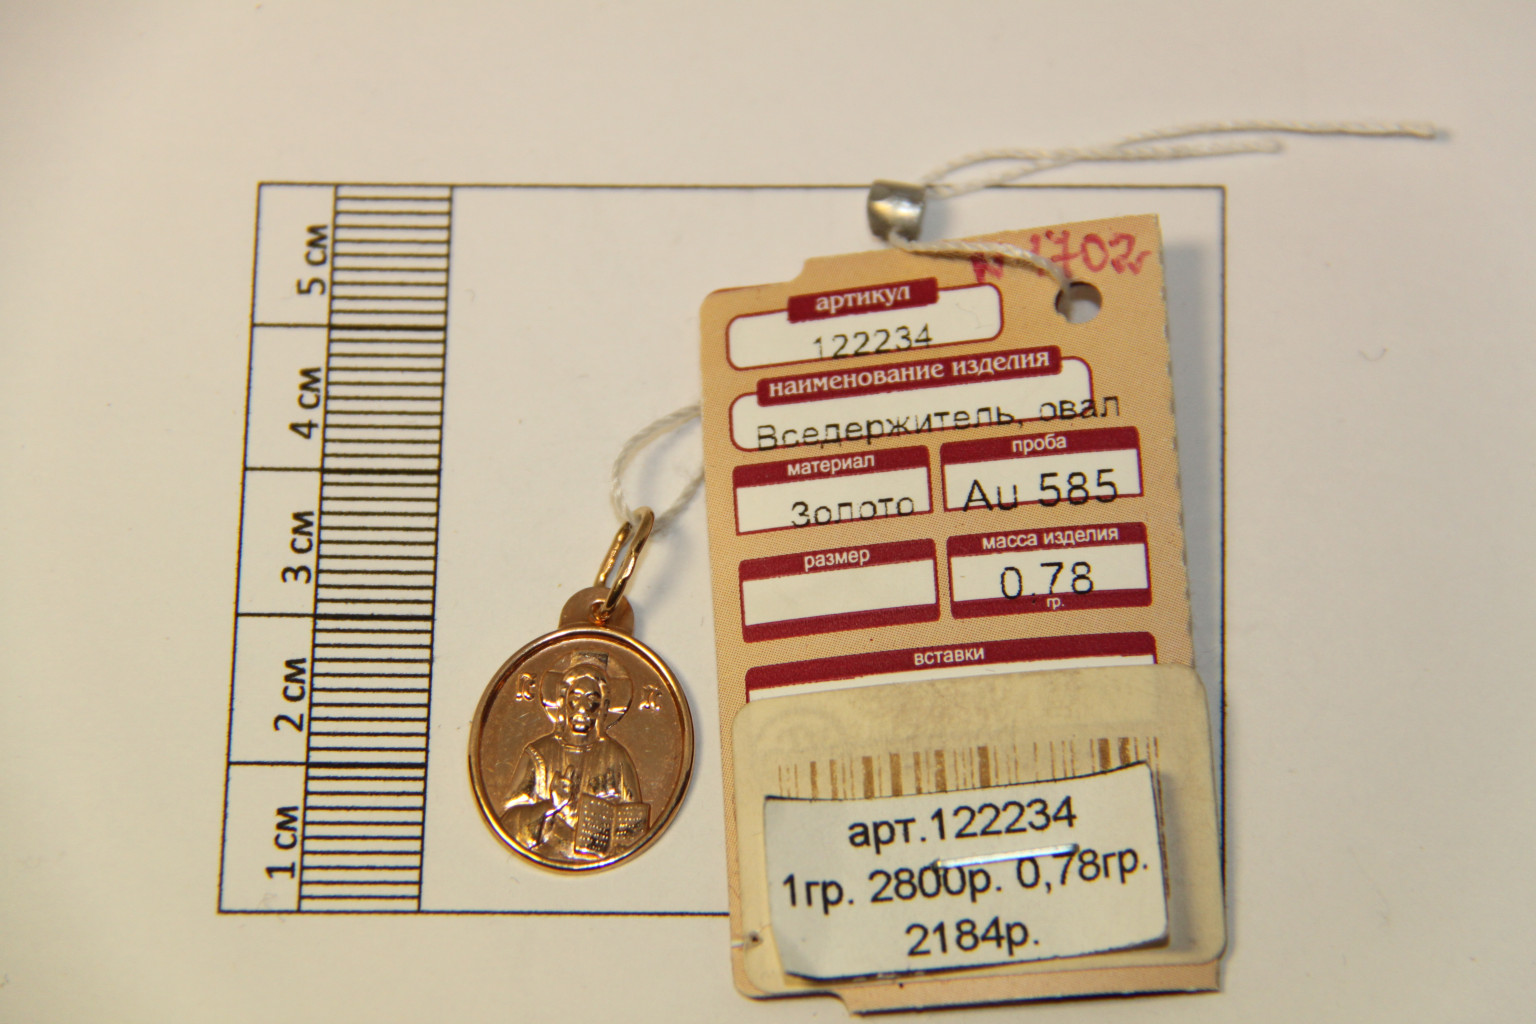 5 см
4 см
3 см
2 см
1 см
1702
артикул
122234
наименование изделия
Вседержитель, овал
материал
Золото
проба
Au 585
размер
масса изделия
0.78
гр.
вставки
арт.122234
1гр. 2800р. 0,78гр.
2184р.